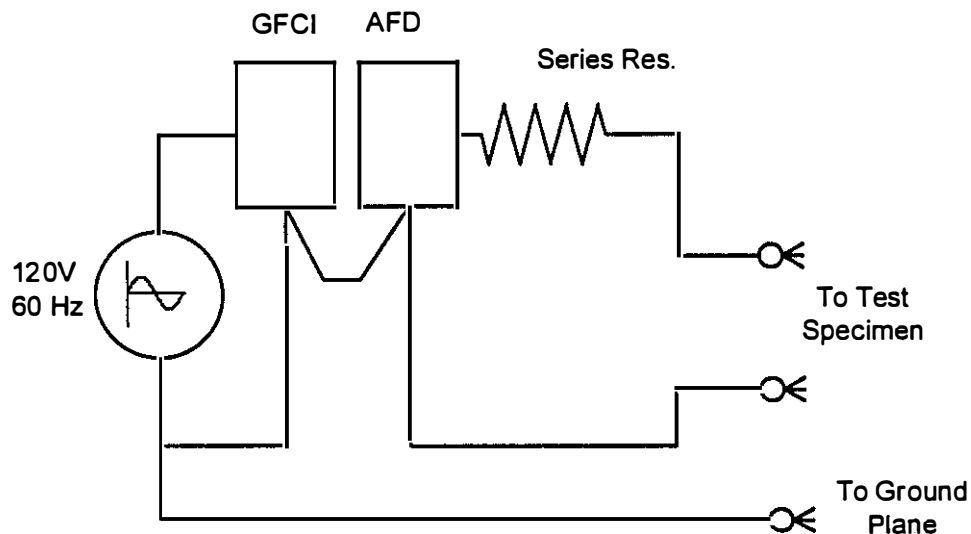 GFCI
AFD
Series Res.
120V
60 Hz
To Test
Specimen
To Ground
Plane